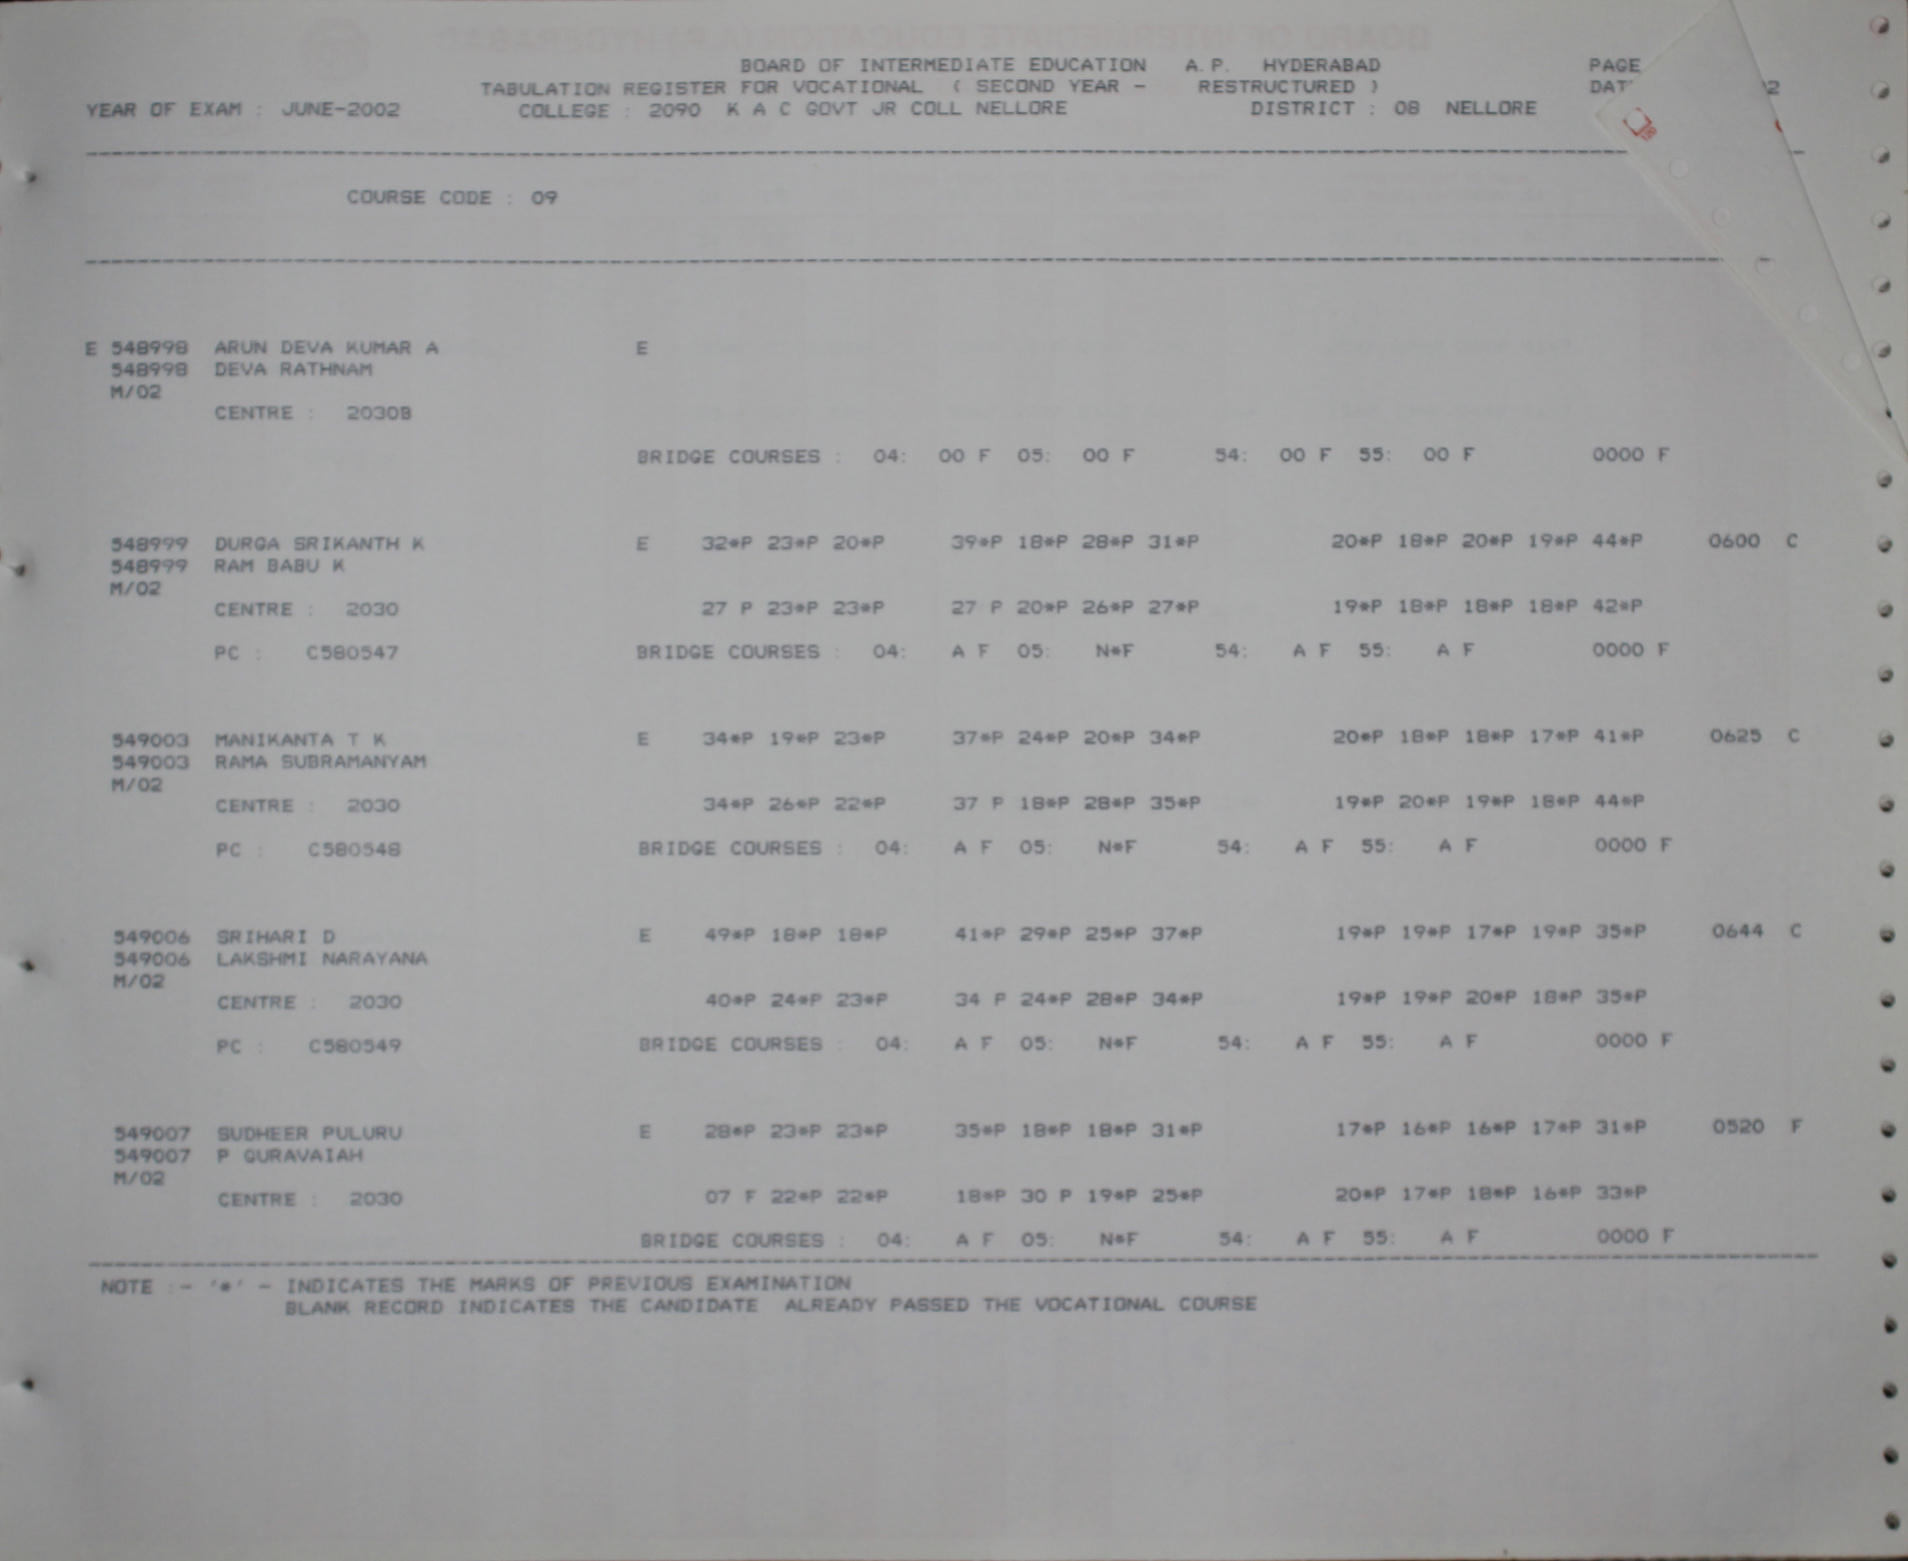 BOARD OF INTERMEDIATE EDUCATION A.P. HYDERABAD PAGE
TABULATION REGISTER FOR VOCATIONAL ( SECOND YEAR - RESTRUCTURED )
YEAR OF EXAM : JUNE-2002 COLLEGE : 2090 K A C GOVT JR COLL NELLORE DISTRICT : 08 NELLORE
COURSE CODE : 09
E 548998 ARUN DEVA KUMAR A E
548998 DEVA RATHNAM
M/02
CENTRE : 2030B
BRIDGE COURSES : 04: 00 F 05: 00 F 54: 00 F 55: 00 F 0000 F
548999 DURGA SRIKANTH K E 32*P 23*P 20*P 39*P 18*P 28*P 31*P 20*P 18*P 20*P 19*P 44*P 0600 C
548999 RAM BABU K
M/02
CENTRE : 2030 27 P 23*P 23*P 27 P 20*P 26*P 27*P 19*P 18*P 18*P 18*P 42*P
PC : C580547 BRIDGE COURSES : 04: A F 05: N*F 54: A F 55: A F 0000 F
549003 MANIKANTA T K E 34*P 19*P 23*P 37*P 24*P 20*P 34*P 20*P 18*P 18*P 17*P 41*P 0625 C
549003 RAMA SUBRAMANYAM
M/02
CENTRE : 2030 34*P 26*P 22*P 37 P 18*P 28*P 35*P 19*P 20*P 19*P 18*P 44*P
PC : C580548 BRIDGE COURSES : 04: A F 05: N*F 54: A F 55: A F 0000 F
549006 SRIHARI D E 49*P 18*P 18*P 41*P 29*P 25*P 37*P 19*P 19*P 17*P 19*P 35*P 0644 C
549006 LAKSHMI NARAYANA
M/02
CENTRE : 2030 40*P 24*P 23*P 34 P 24*P 28*P 34*P 19*P 19*P 20*P 18*P 35*P
PC : C580549 BRIDGE COURSES : 04: A F 05: N*F 54: A F 55: A F 0000 F
549007 SUDHEER PULURU E 28*P 23*P 23*P 35*P 18*P 18*P 31*P 17*P 16*P 16*P 17*P 31*P 0520 F
549007 P GURAVAIAH
M/02
CENTRE : 2030 07 F 22*P 22*P 18*P 30 P 19*P 25*P 20*P 17*P 18*P 16*P 33*P
BRIDGE COURSES : 04: A F 05: N*F 54: A F 55: A F 0000 F
NOTE :- '*' - INDICATES THE MARKS OF PREVIOUS EXAMINATION
BLANK RECORD INDICATES THE CANDIDATE ALREADY PASSED THE VOCATIONAL COURSE